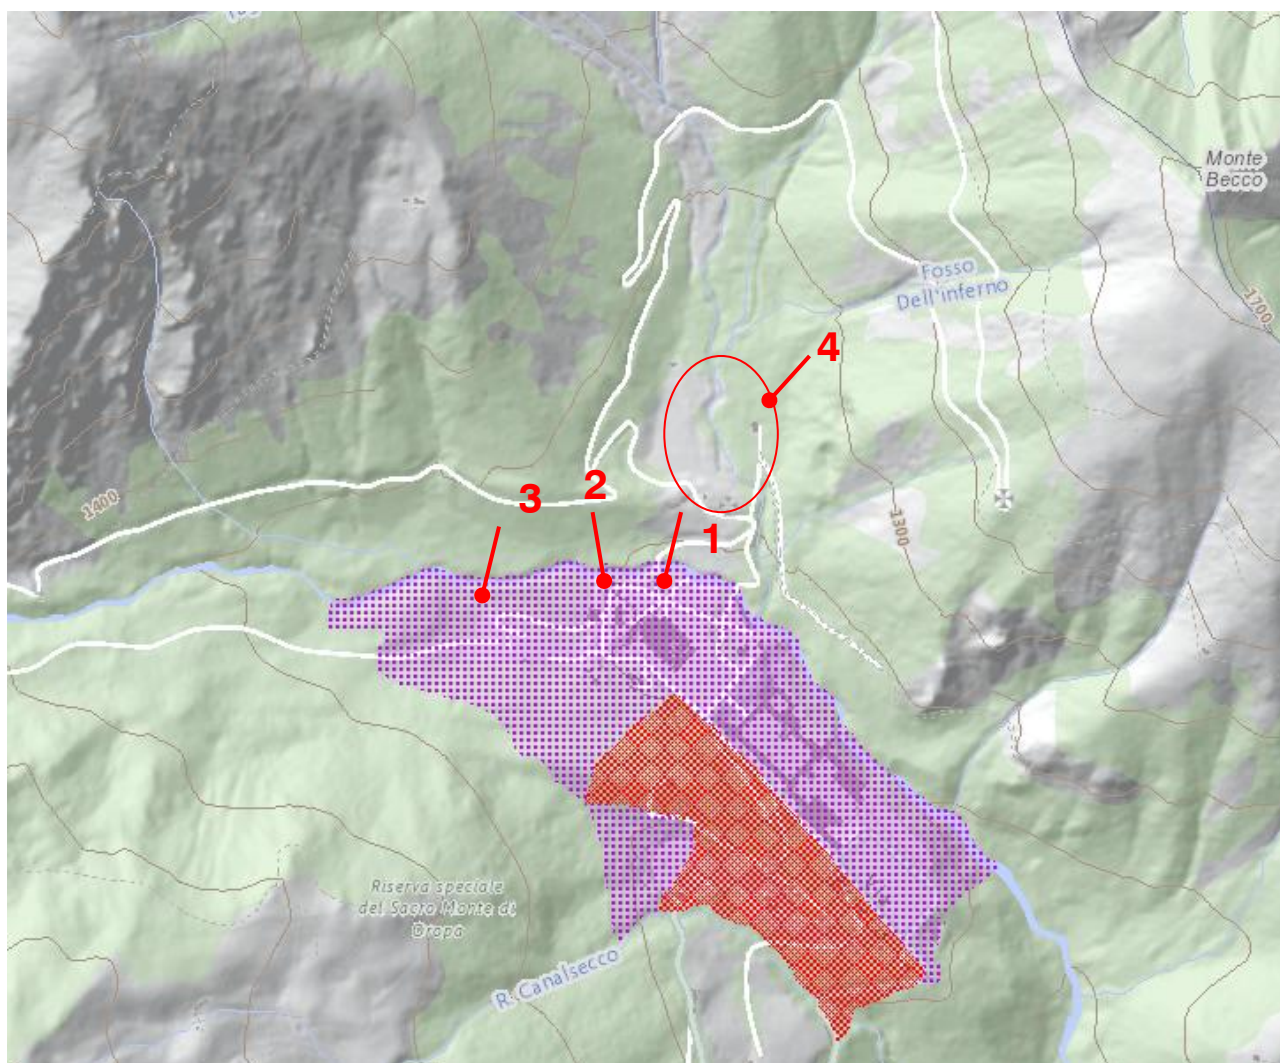 Monte
Becco
Fosso
Dell'inferno
1700
4
1400
3
2
1
1300
Riserva speciale
del Sacro Monte di
Oropa
R. Canalsecco